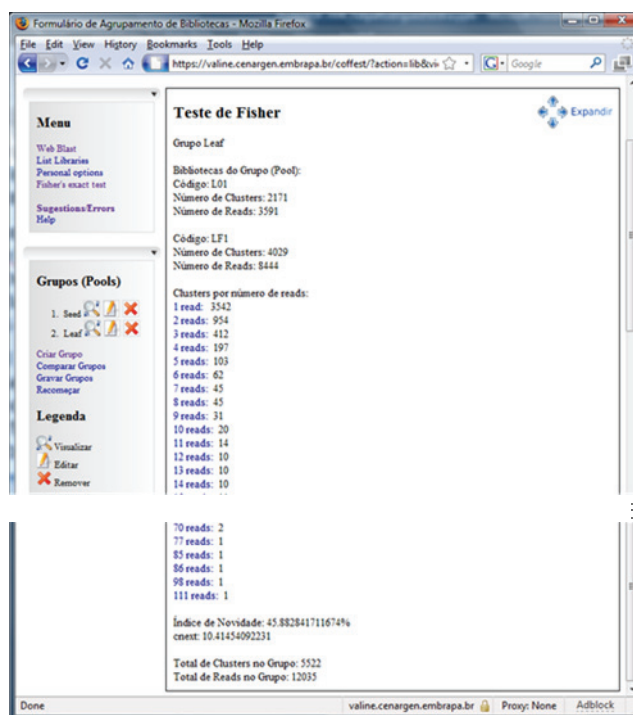 Formulário de Agrupamento de Bibliotecas - Mozilla Firefox
File Edit View History Bookmarks Tools Help
https://valine.cenargen.embrapa.br/coffest/?action=lib&vi
Google
Menu
Web Blast
List Libraries
Personal options
Fisher's exact test
Sugestions/Errors
Help
Grupos (Pools)
1. Seed
2. Leaf
Criar Grupo
Comparar Grupos
Gravar Grupos
Recomeçar
Legenda
Visualizar
Editar
Remover
Teste de Fisher
Expandir
Grupo Leaf
Bibliotecas do Grupo (Pool):
Código: L01
Número de Clusters: 2171
Número de Reads: 3591
Código: LF1
Número de Clusters: 4029
Número de Reads: 8444
Clusters por número de reads:
1 read: 3542
2 reads: 954
3 reads: 412
4 reads: 197
5 reads: 103
6 reads: 62
7 reads: 45
8 reads: 45
9 reads: 31
10 reads: 20
11 reads: 14
12 reads: 10
13 reads: 10
14 reads: 10
70 reads: 2
77 reads: 1
85 reads: 1
86 reads: 1
98 reads: 1
111 reads: 1
Índice de Novidade: 45.882841711674%
cnext: 10.41454092231
Total de Clusters no Grupo: 5522
Total de Reads no Grupo: 12035
Done
valine.cenargen.embrapa.br
Proxy: None
Adblock